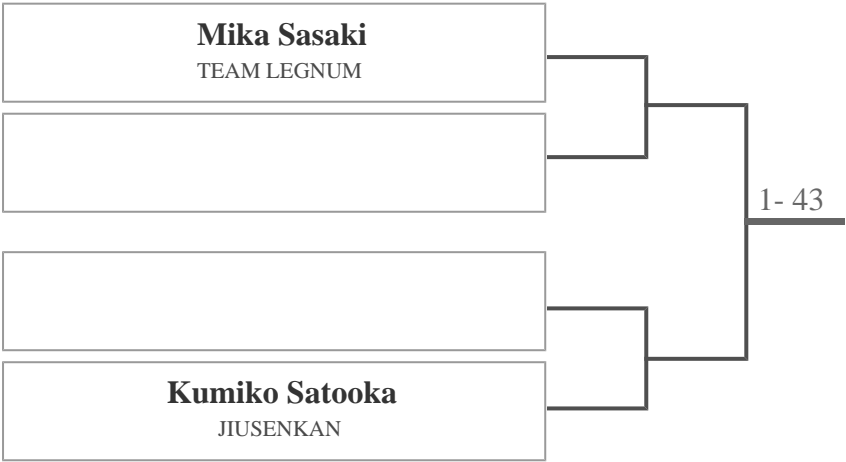 Mika Sasaki
TEAM LEGNUM
1- 43
Kumiko Satooka
JIUSENKAN